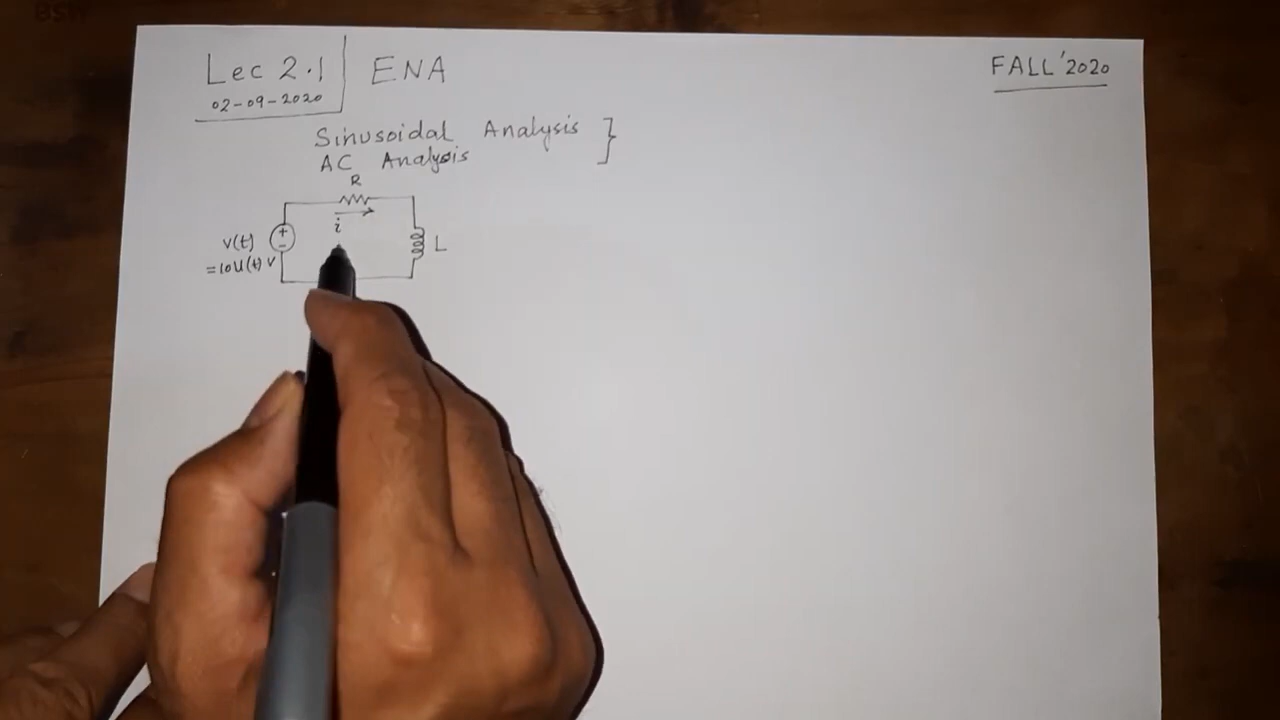 Lec 2.1 ENA
FALL'2020
02-09-2020
Sinusoidal Analysis }
AC Analysis
R
i
v(t)
L
=10u(t) v
+
-